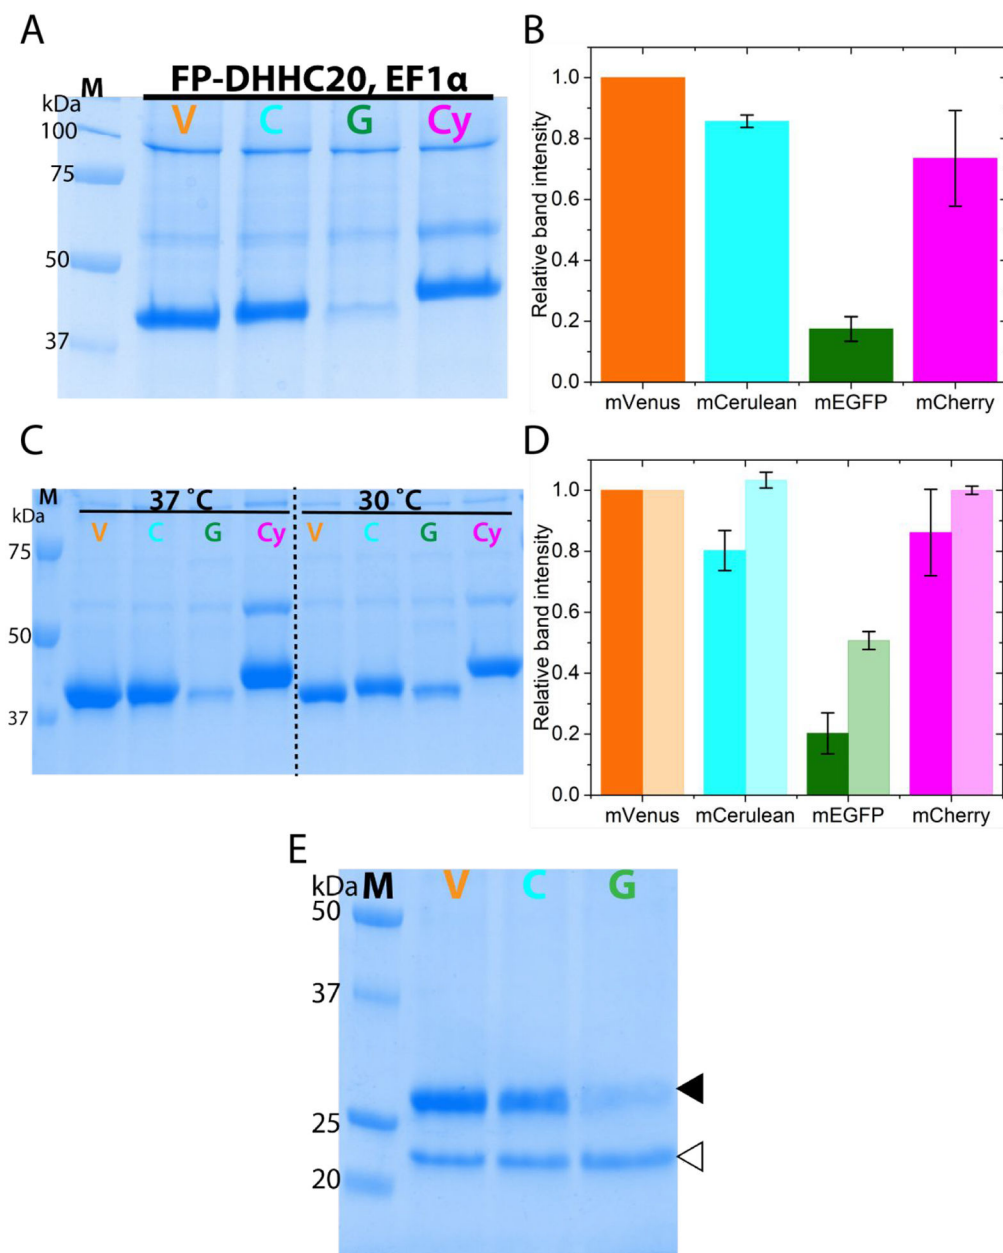 A
FP-DHHC20, EF1α
M
kDa
V C G Cy
100
75
50
37
B
Relative band intensity
1.0
0.8
0.6
0.4
0.2
0.0
mVenus mCerulean mEGFP mCherry
C
M
37 ˚C 30 ˚C
kDa
V C G Cy V C G Cy
75
50
37
D
Relative band intensity
1.0
0.8
0.6
0.4
0.2
0.0
mVenus mCerulean mEGFP mCherry
E
kDa M V C G
50
37
25
20